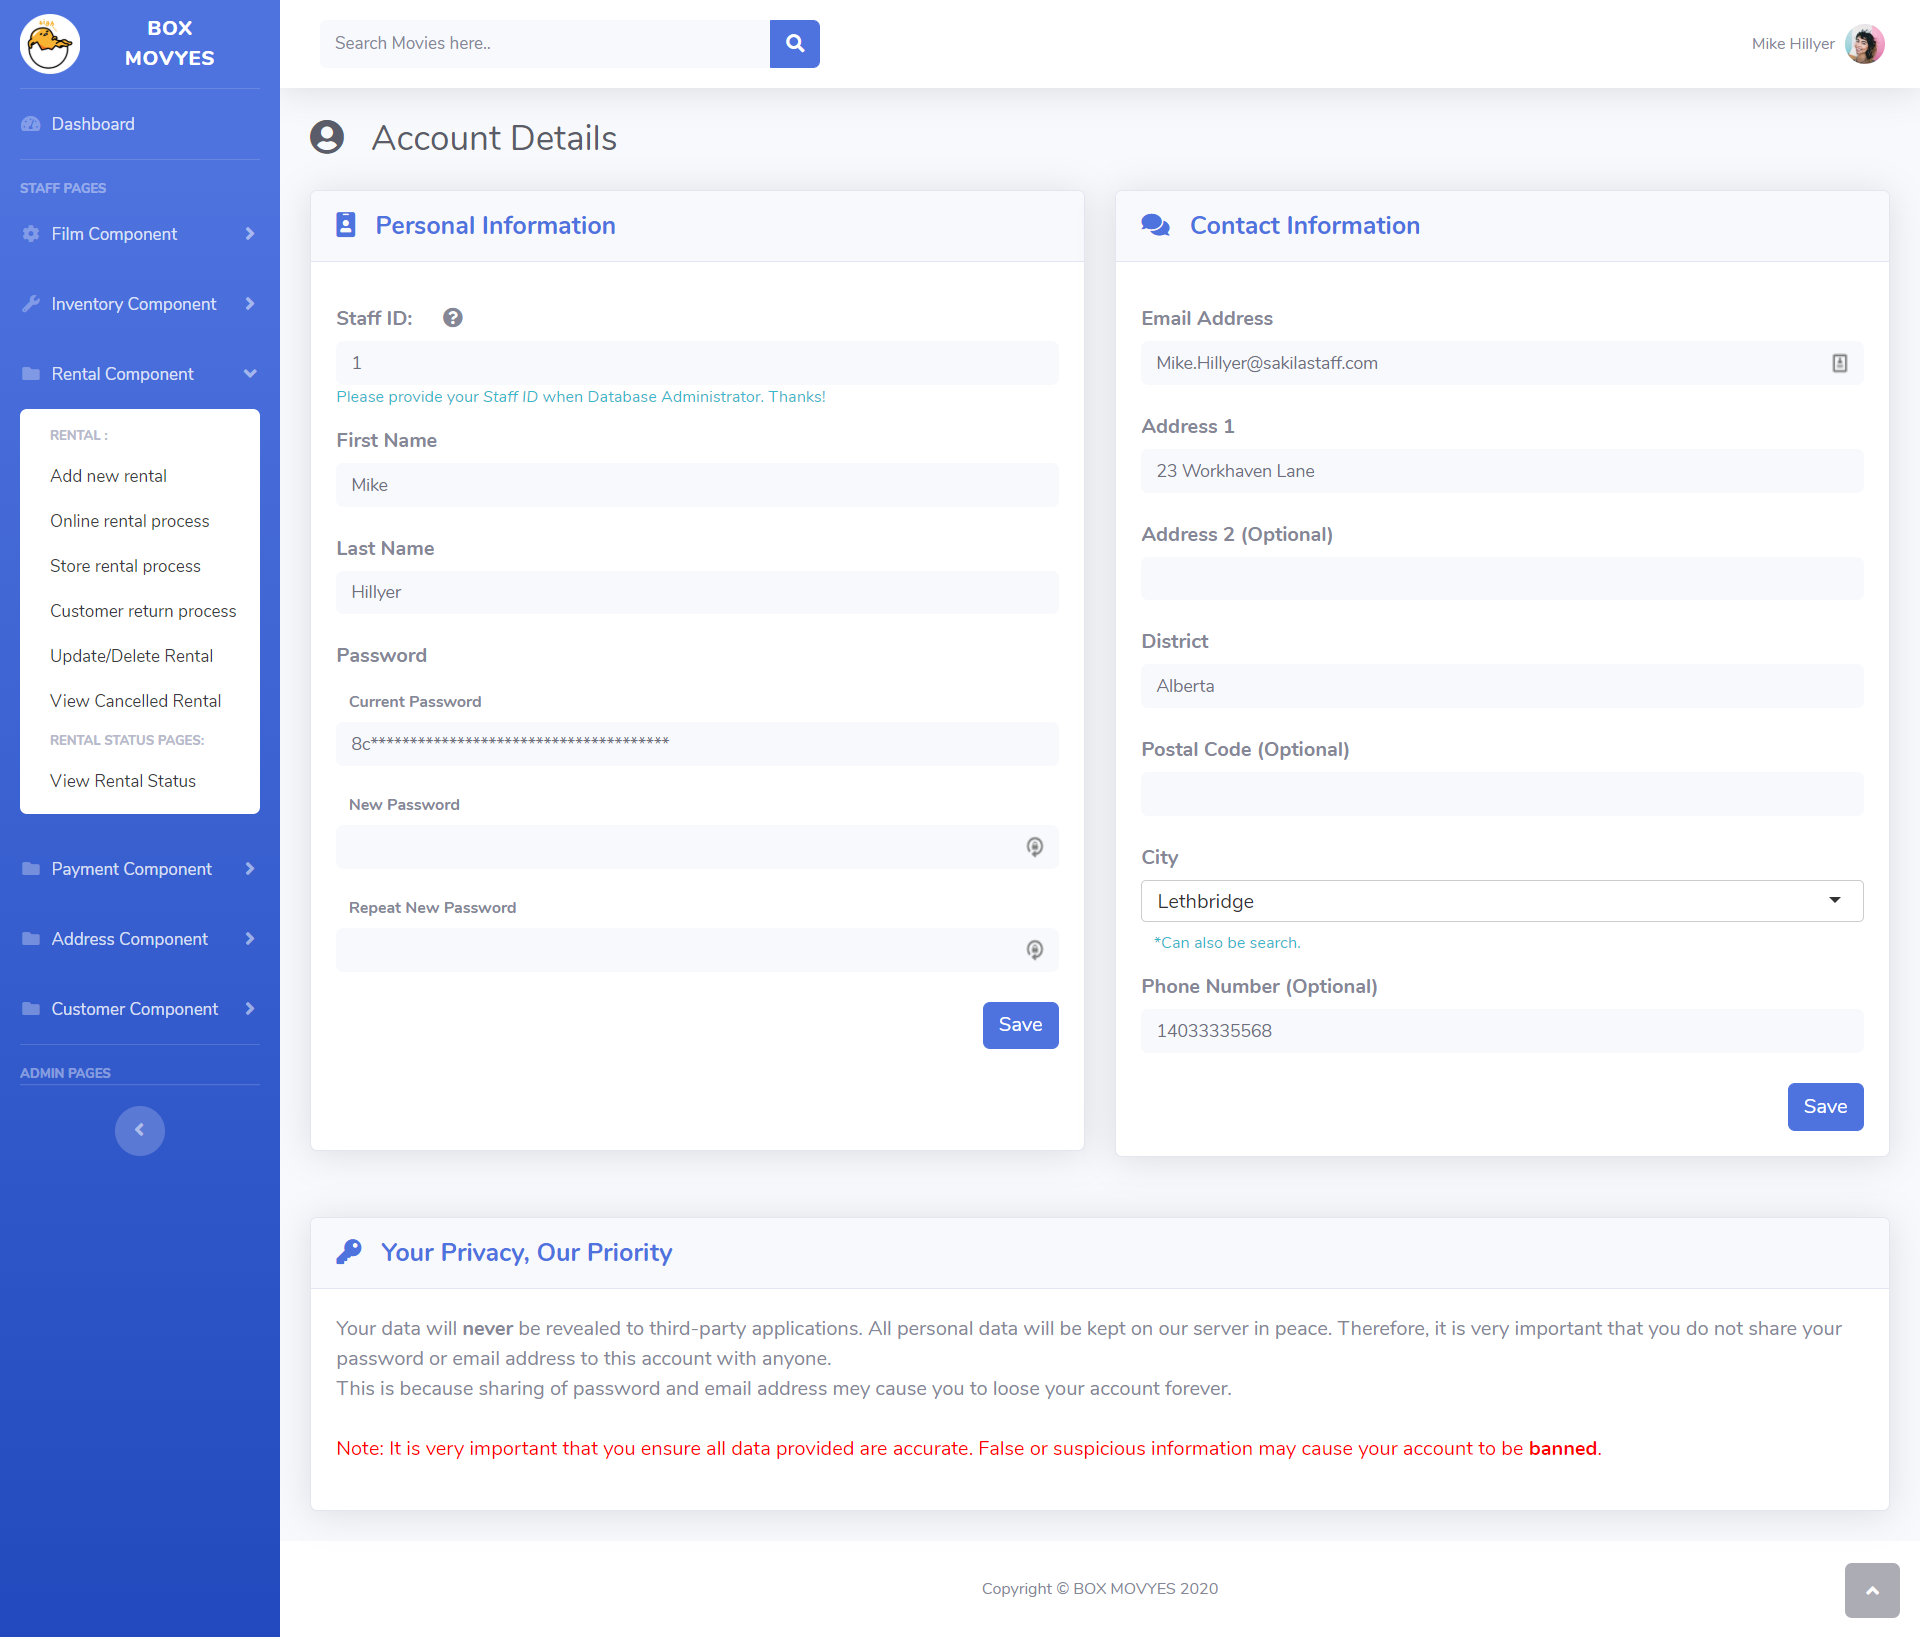 BOX
MOVYES
Dashboard
STAFF PAGES
Film Component
Inventory Component
Rental Component
RENTAL :
Add new rental
Online rental process
Store rental process
Customer return process
Update/Delete Rental
View Cancelled Rental
RENTAL STATUS PAGES:
View Rental Status
Payment Component
Address Component
Customer Component
ADMIN PAGES
Search Movies here..
Mike Hillyer
Account Details
Personal Information
Staff ID:
1
Please provide your Staff ID when Database Administrator. Thanks!
First Name
Mike
Last Name
Hillyer
Password
Current Password
8c**************************************
New Password
Repeat New Password
Save
Contact Information
Email Address
Mike.Hillyer@sakilastaff.com
Address 1
23 Workhaven Lane
Address 2 (Optional)
District
Alberta
Postal Code (Optional)
City
Lethbridge
*Can also be search.
Phone Number (Optional)
14033335568
Save
Your Privacy, Our Priority
Your data will never be revealed to third-party applications. All personal data will be kept on our server in peace. Therefore, it is very important that you do not share your
password or email address to this account with anyone.
This is because sharing of password and email address mey cause you to loose your account forever.
Note: It is very important that you ensure all data provided are accurate. False or suspicious information may cause your account to be banned.
Copyright © BOX MOVYES 2020